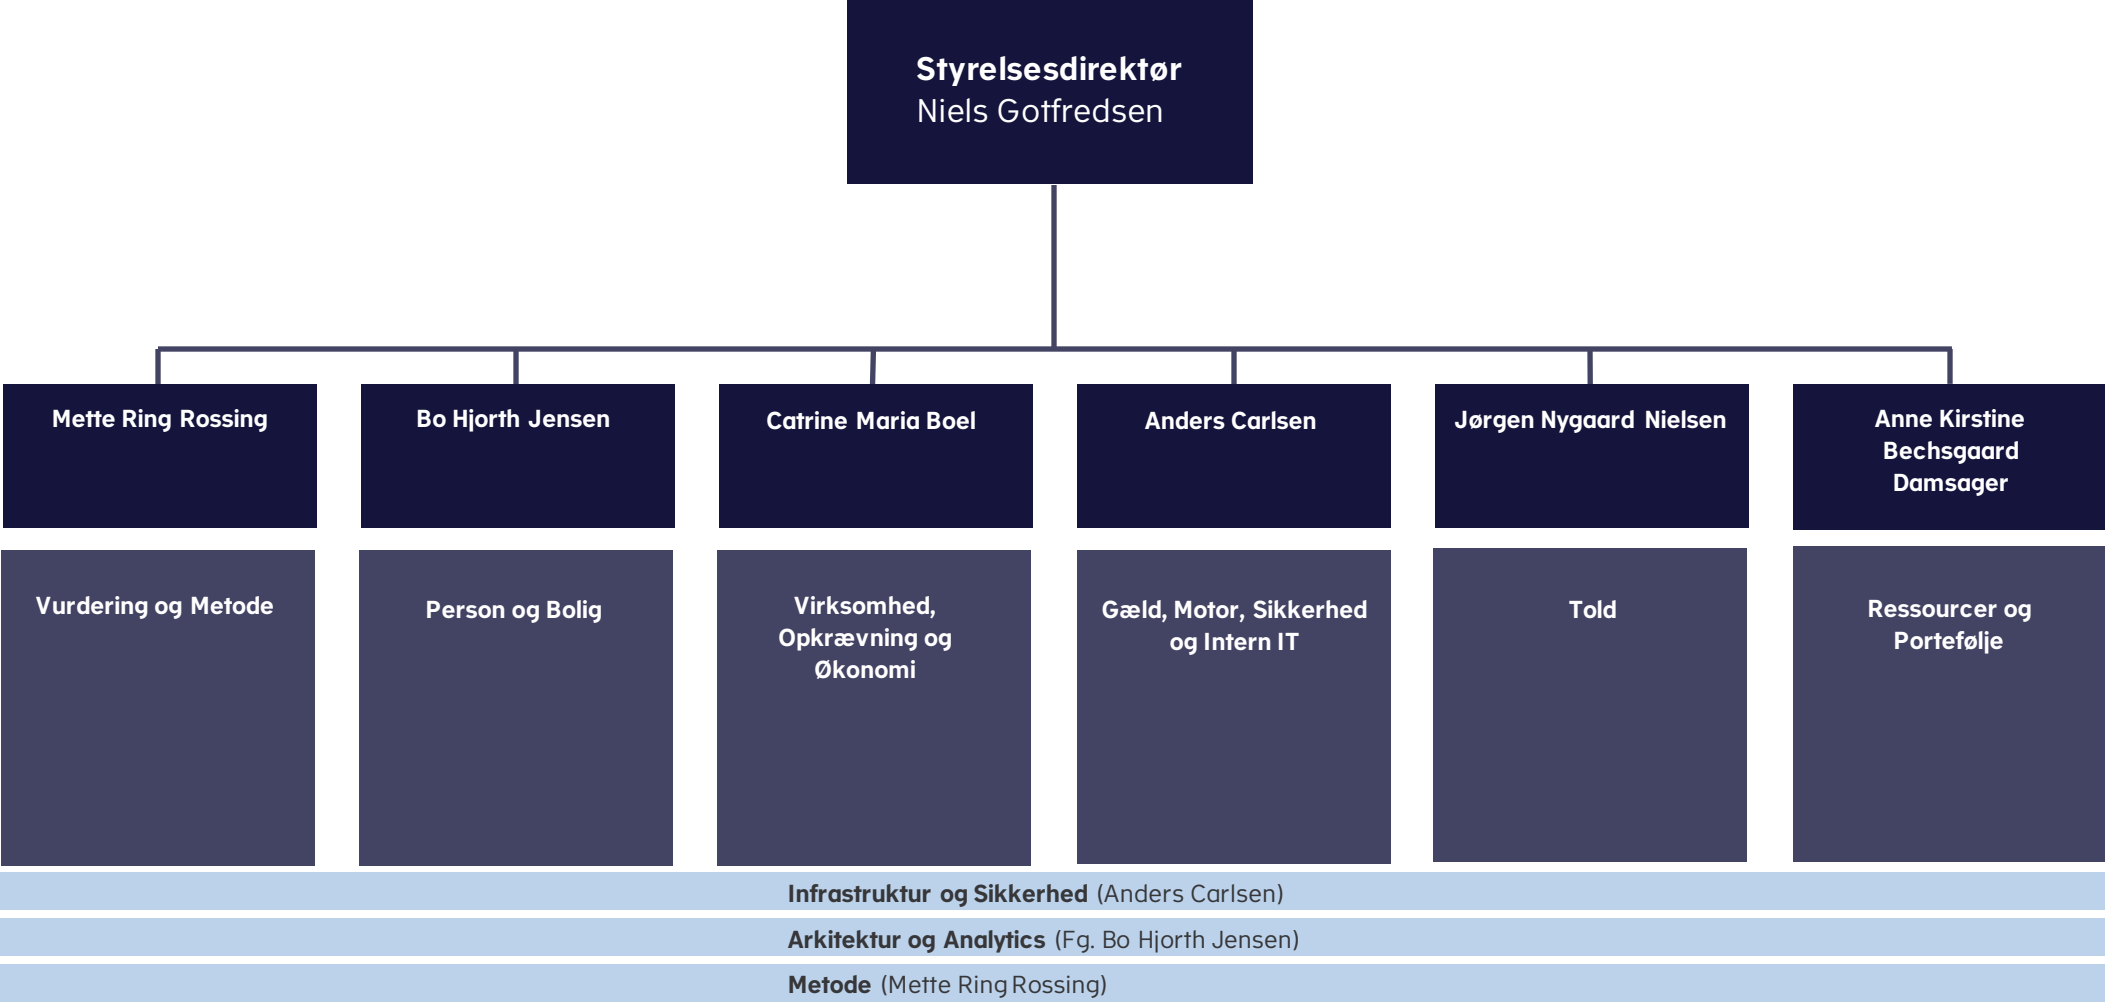 Styrelsesdirektør
Niels Gotfredsen
Mette Ring Rossing
Bo Hjorth Jensen
Catrine Maria Boel
Anders Carlsen
Jørgen Nygaard Nielsen
Anne Kirstine
Bechsgaard
Damsager
Vurdering og Metode
Person og Bolig
Virksomhed,
Opkrævning og
Økonomi
Gæld, Motor, Sikkerhed
og Intern IT
Told
Ressourcer og
Portefølje
Infrastruktur og Sikkerhed (Anders Carlsen)
Arkitektur og Analytics (Fg. Bo Hjorth Jensen)
Metode (Mette Ring Rossing)